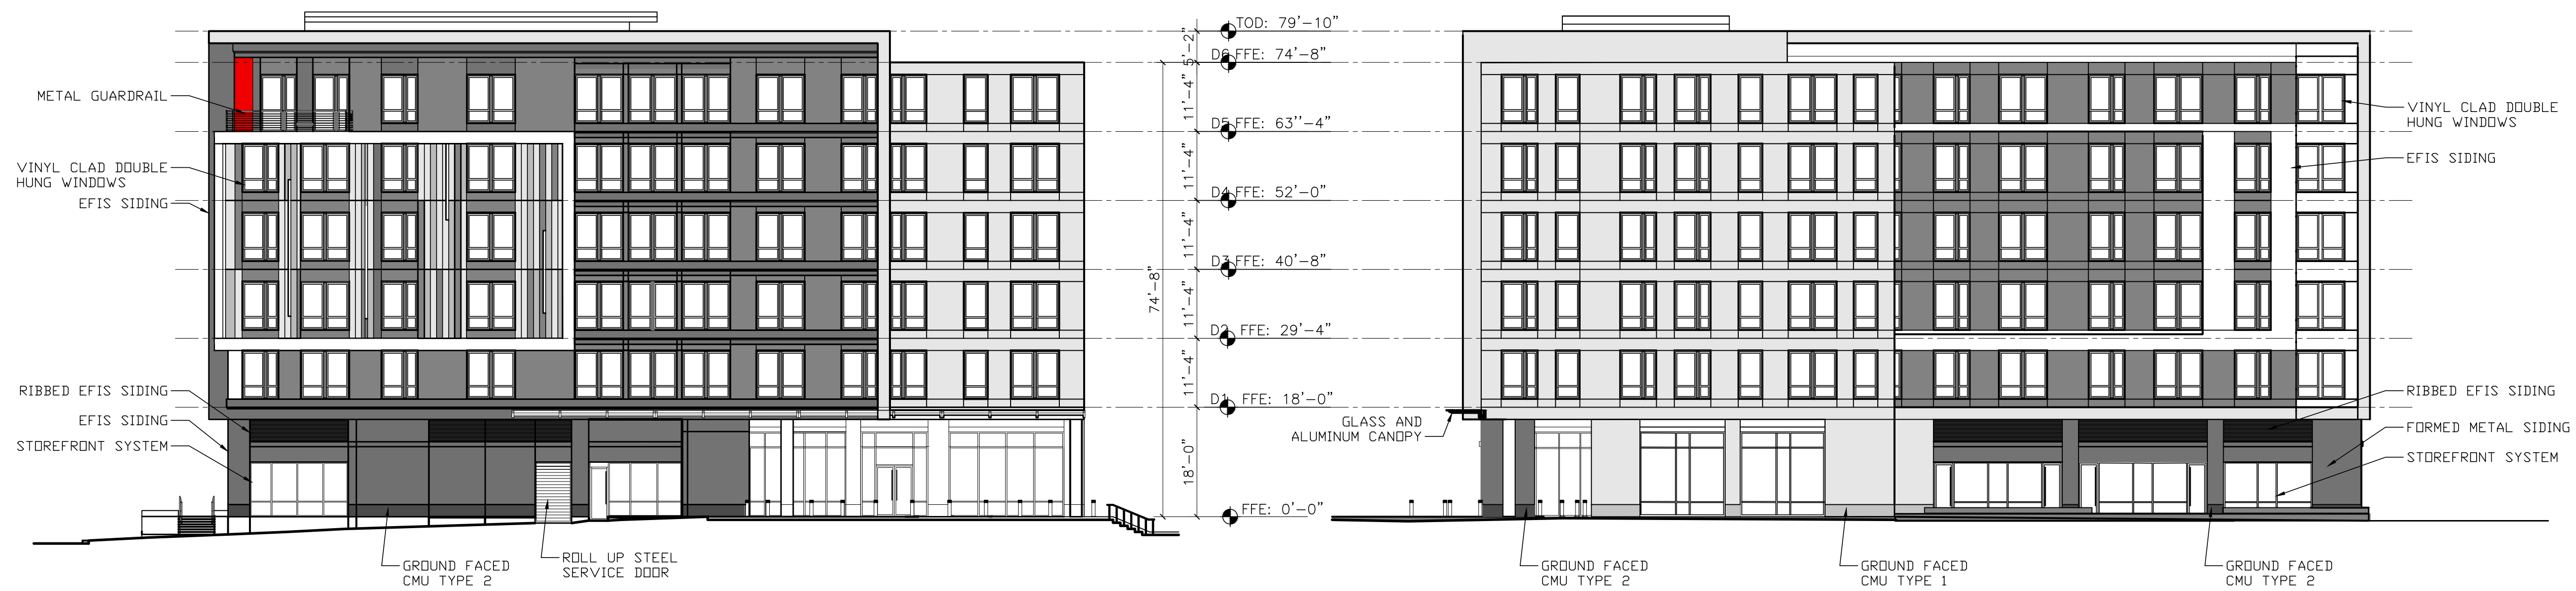 METAL GUARDRAIL
VINYL CLAD DOUBLE
HUNG WINDOWS
EFIS SIDING
RIBBED EFIS SIDING
EFIS SIDING
STOREFRONT SYSTEM
GROUND FACED
CMU TYPE 2
ROLL UP STEEL
SERVICE DOOR
TOD: 79'-10"
D6 FFE: 74'-8"
D5 FFE: 63''-4"
D4 FFE: 52'-0"
D3 FFE: 40'-8"
D2 FFE: 29'-4"
D1 FFE: 18'-0"
FFE: 0'-0"
5'-2"
11'-4"
11'-4"
11'-4"
11'-4"
11'-4"
18'-0"
74'-8"
GLASS AND
ALUMINUM CANOPY
GROUND FACED
CMU TYPE 2
GROUND FACED
CMU TYPE 1
GROUND FACED
CMU TYPE 2
VINYL CLAD DOUBLE
HUNG WINDOWS
EFIS SIDING
RIBBED EFIS SIDING
FORMED METAL SIDING
STOREFRONT SYSTEM